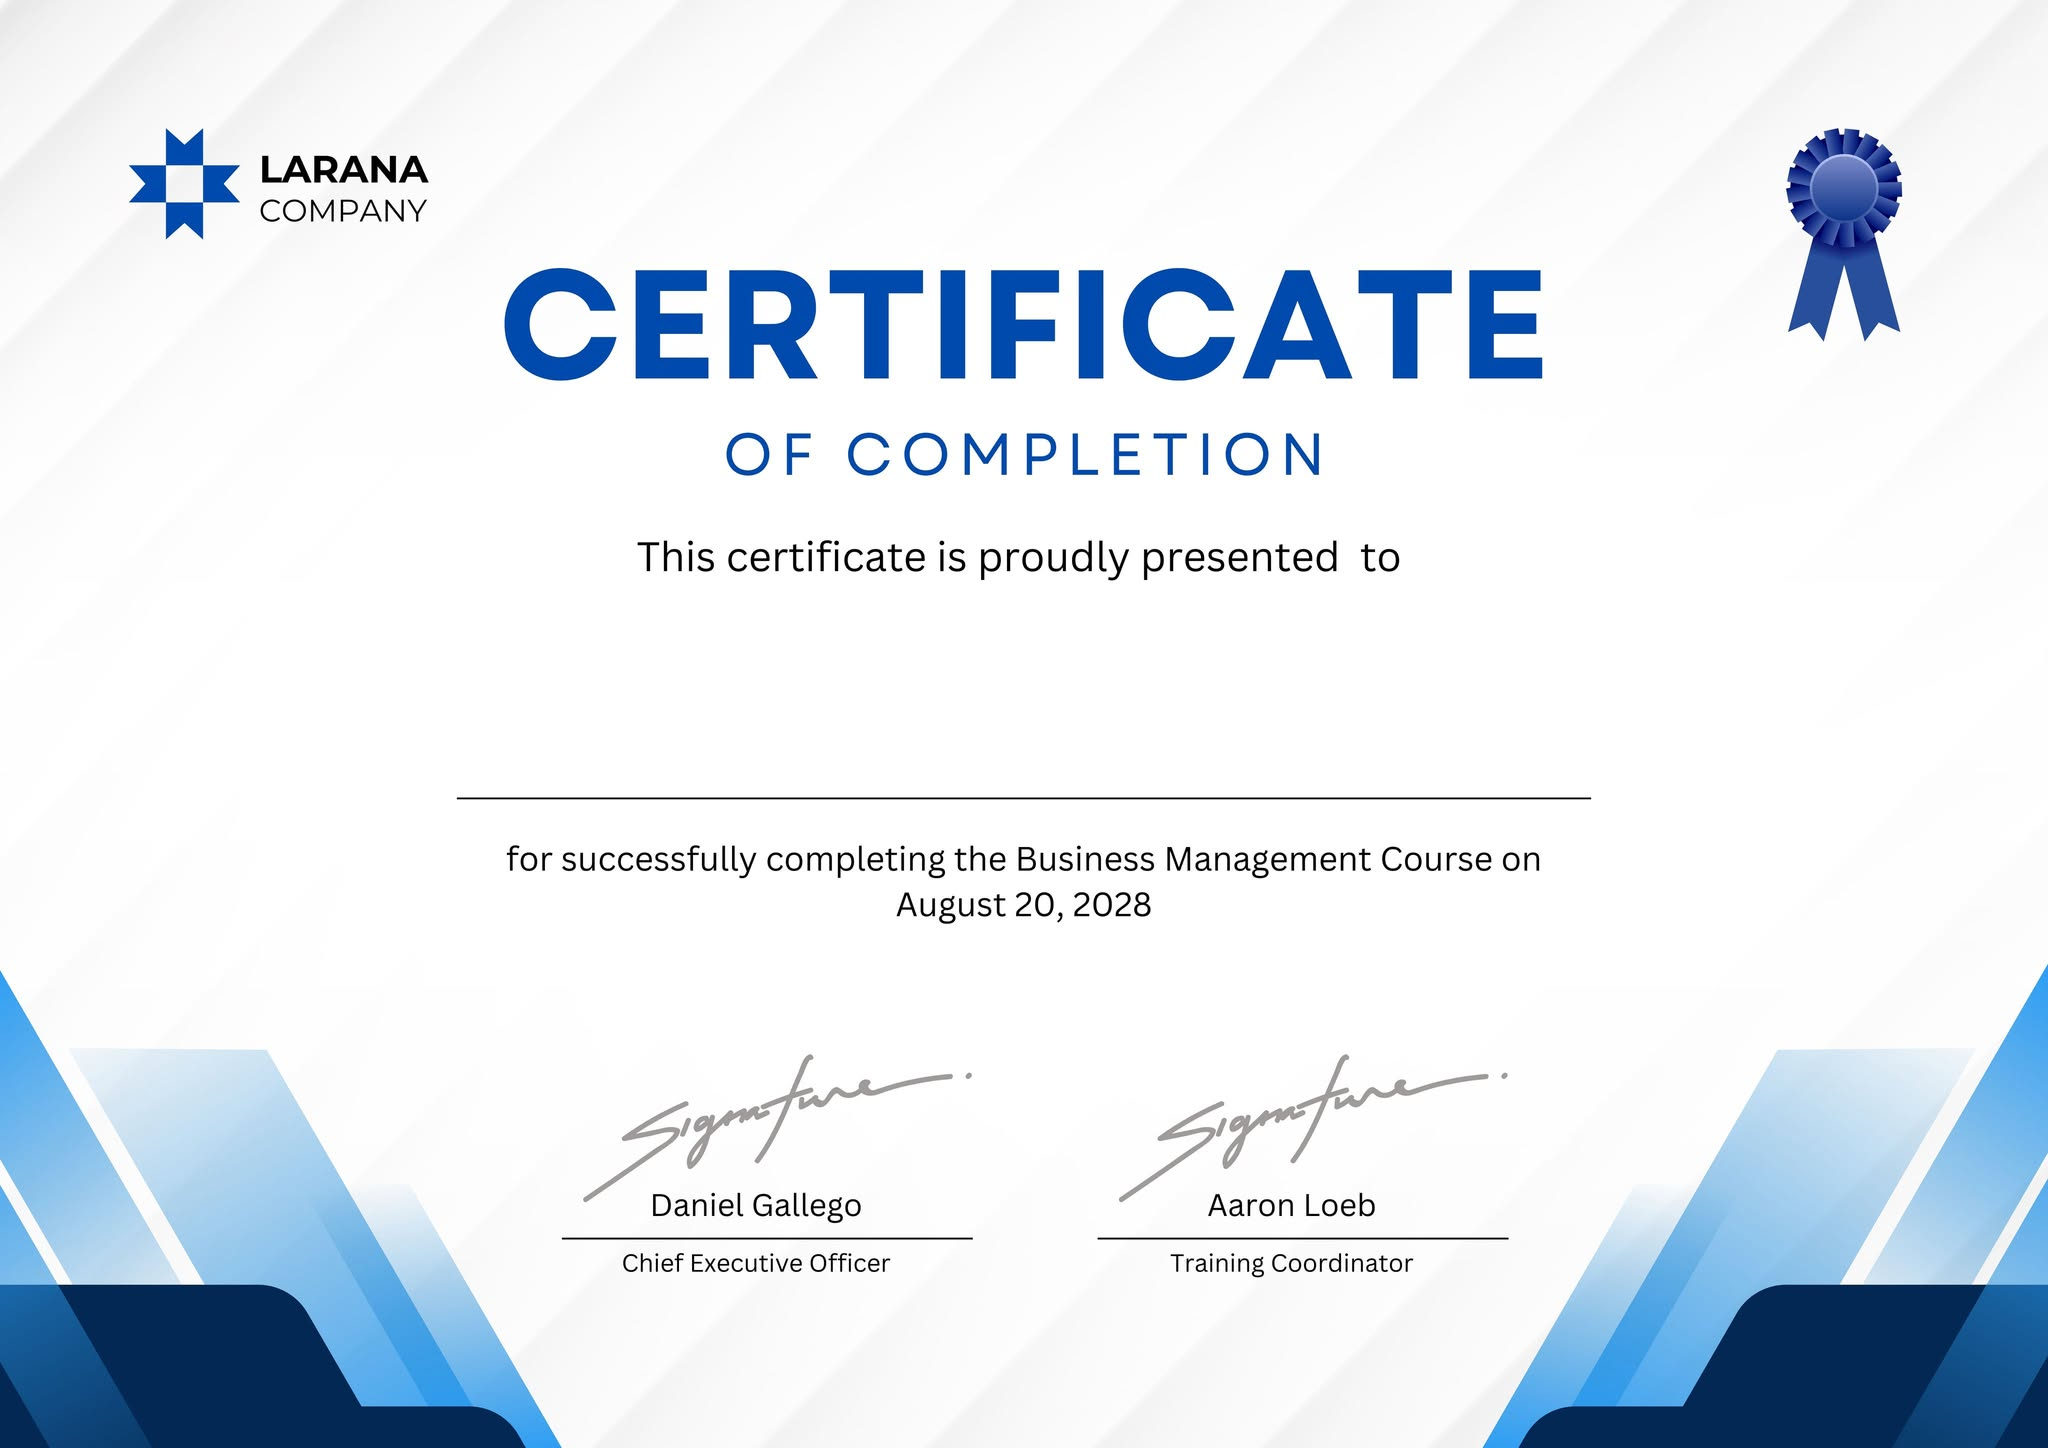 LARANA
COMPANY
CERTIFICATE
OF COMPLETION
This certificate is proudly presented  to
for successfully completing the Business Management Course on
August 20, 2028
Signature
Signature
Daniel Gallego
Aaron Loeb
Chief Executive Officer
Training Coordinator